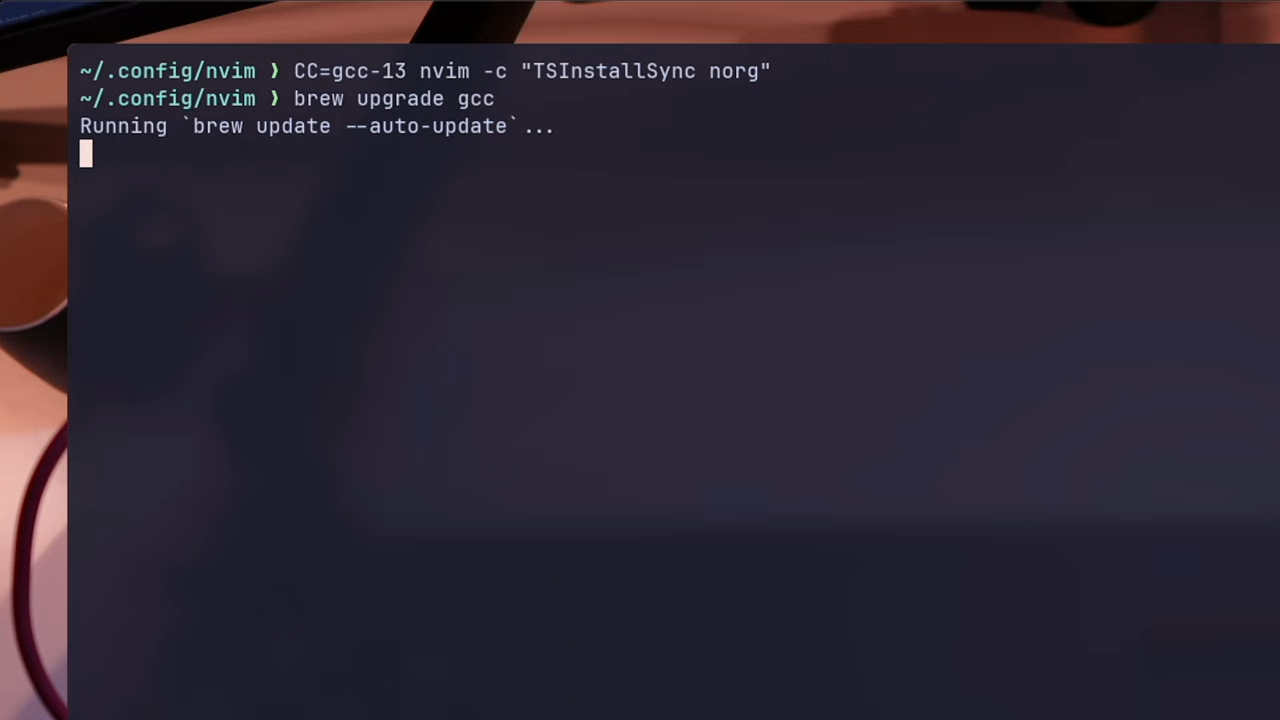 ~/.config/nvim ❯ CC=gcc-13 nvim -c "TSInstallSync norg"
~/.config/nvim ❯ brew upgrade gcc
Running `brew update --auto-update`...